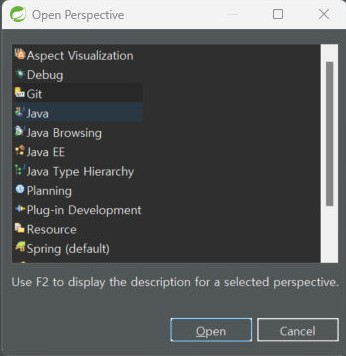 Open Perspective
Aspect Visualization
Debug
Git
Java
Java Browsing
Java EE
Java Type Hierarchy
Planning
Plug-in Development
Resource
Spring (default)
Use F2 to display the description for a selected perspective.
Open
Cancel